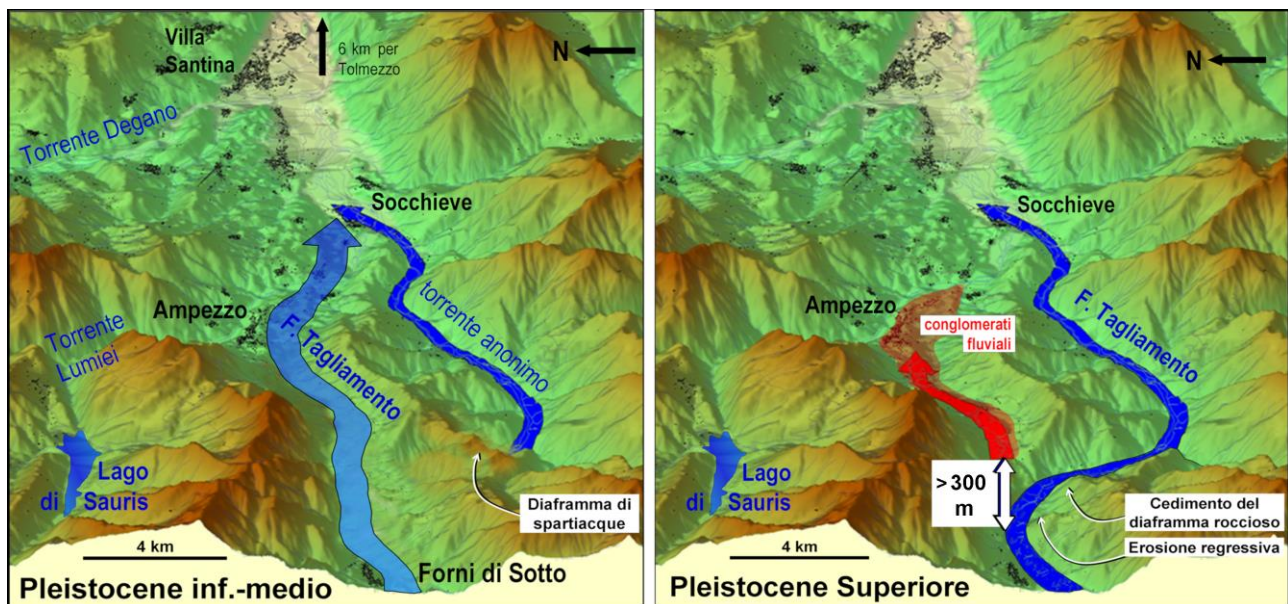 Villa
Santina
6 km per
Tolmezzo
N
Torrente Degano
Socchieve
Ampezzo
Torrente
Lumiei
F. Tagliamento
torrente anonimo
Lago
di Sauris
Diaframma di
spartiacque
4 km
Forni di Sotto
Pleistocene inf.-medio
N
Socchieve
Ampezzo
conglomerati
fluviali
F. Tagliamento
Lago
di Sauris
>300
m
Cedimento del
diaframma roccioso
Erosione regressiva
4 km
Pleistocene Superiore